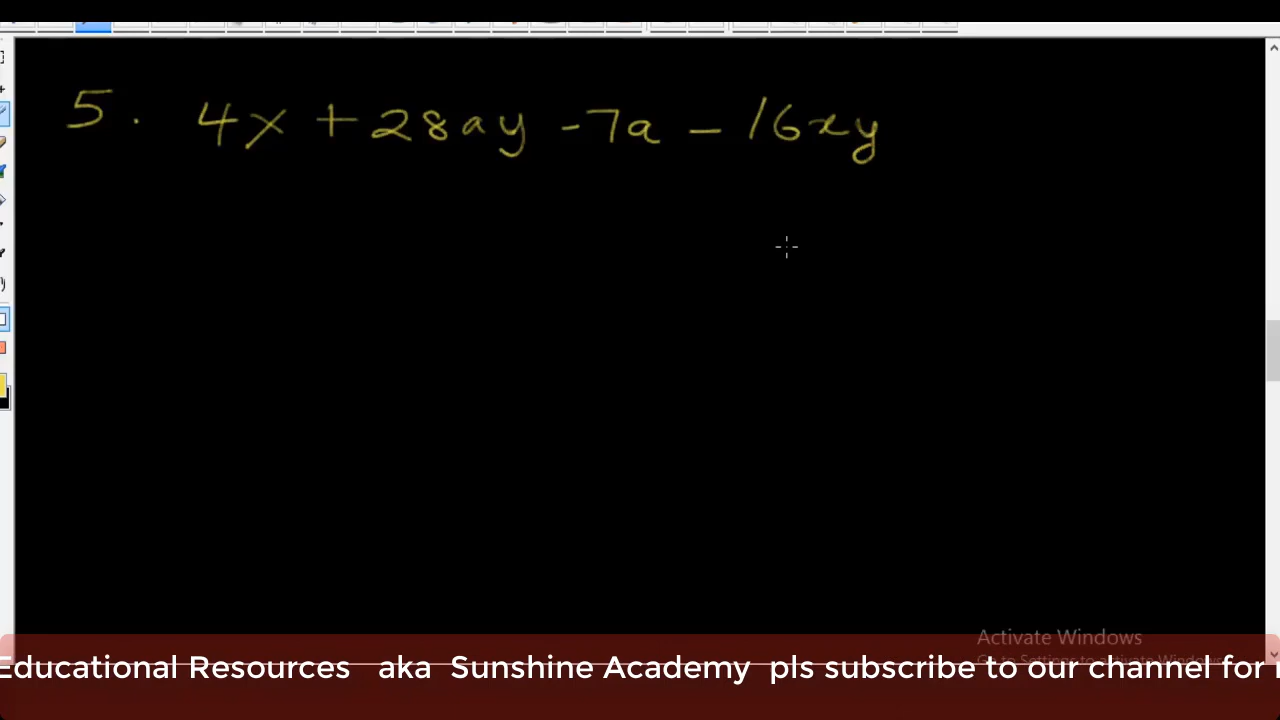 5. 4x + 28ay - 7a - 16xy
Activate Windows
Educational Resources aka Sunshine Academy pls subscribe to our channel for